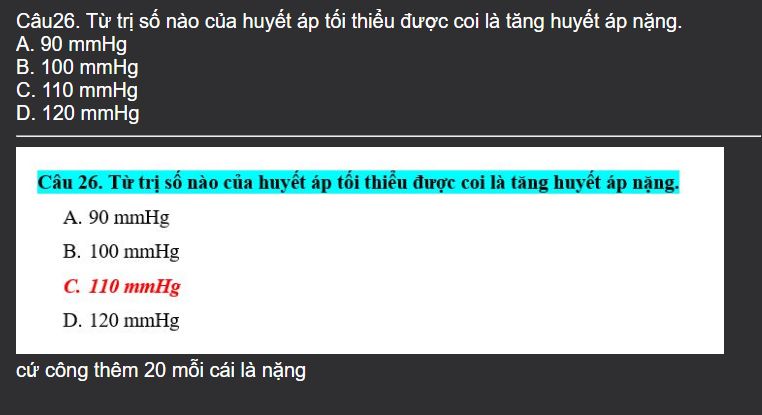 Câu26. Từ trị số nào của huyết áp tối thiểu được coi là tăng huyết áp nặng.
A. 90 mmHg
B. 100 mmHg
C. 110 mmHg
D. 120 mmHg
Câu 26. Từ trị số nào của huyết áp tối thiểu được coi là tăng huyết áp nặng.
A. 90 mmHg
B. 100 mmHg
C. 110 mmHg
D. 120 mmHg
cứ công thêm 20 mỗi cái là nặng